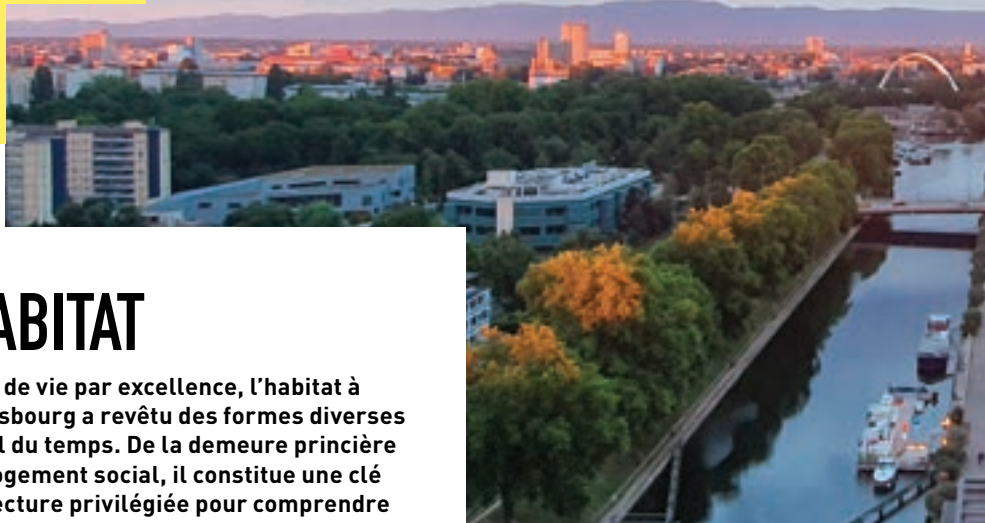 ABITAT
de vie par excellence, l’habitat à
sbourg a revêtu des formes diverses
l du temps. De la demeure princière
ogement social, il constitue une clé
ecture privilégiée pour comprendre